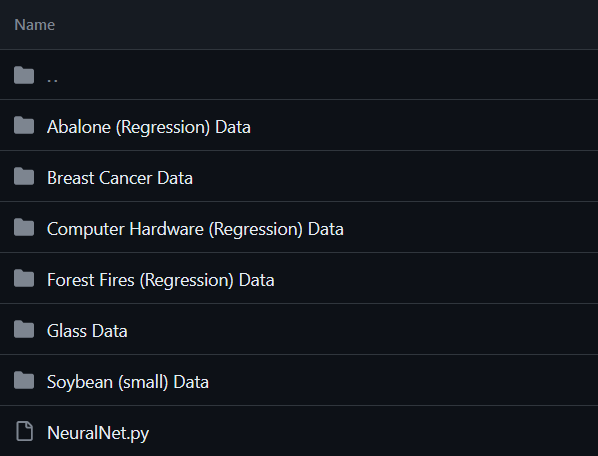 Name
..
Abalone (Regression) Data
Breast Cancer Data
Computer Hardware (Regression) Data
Forest Fires (Regression) Data
Glass Data
Soybean (small) Data
NeuralNet.py